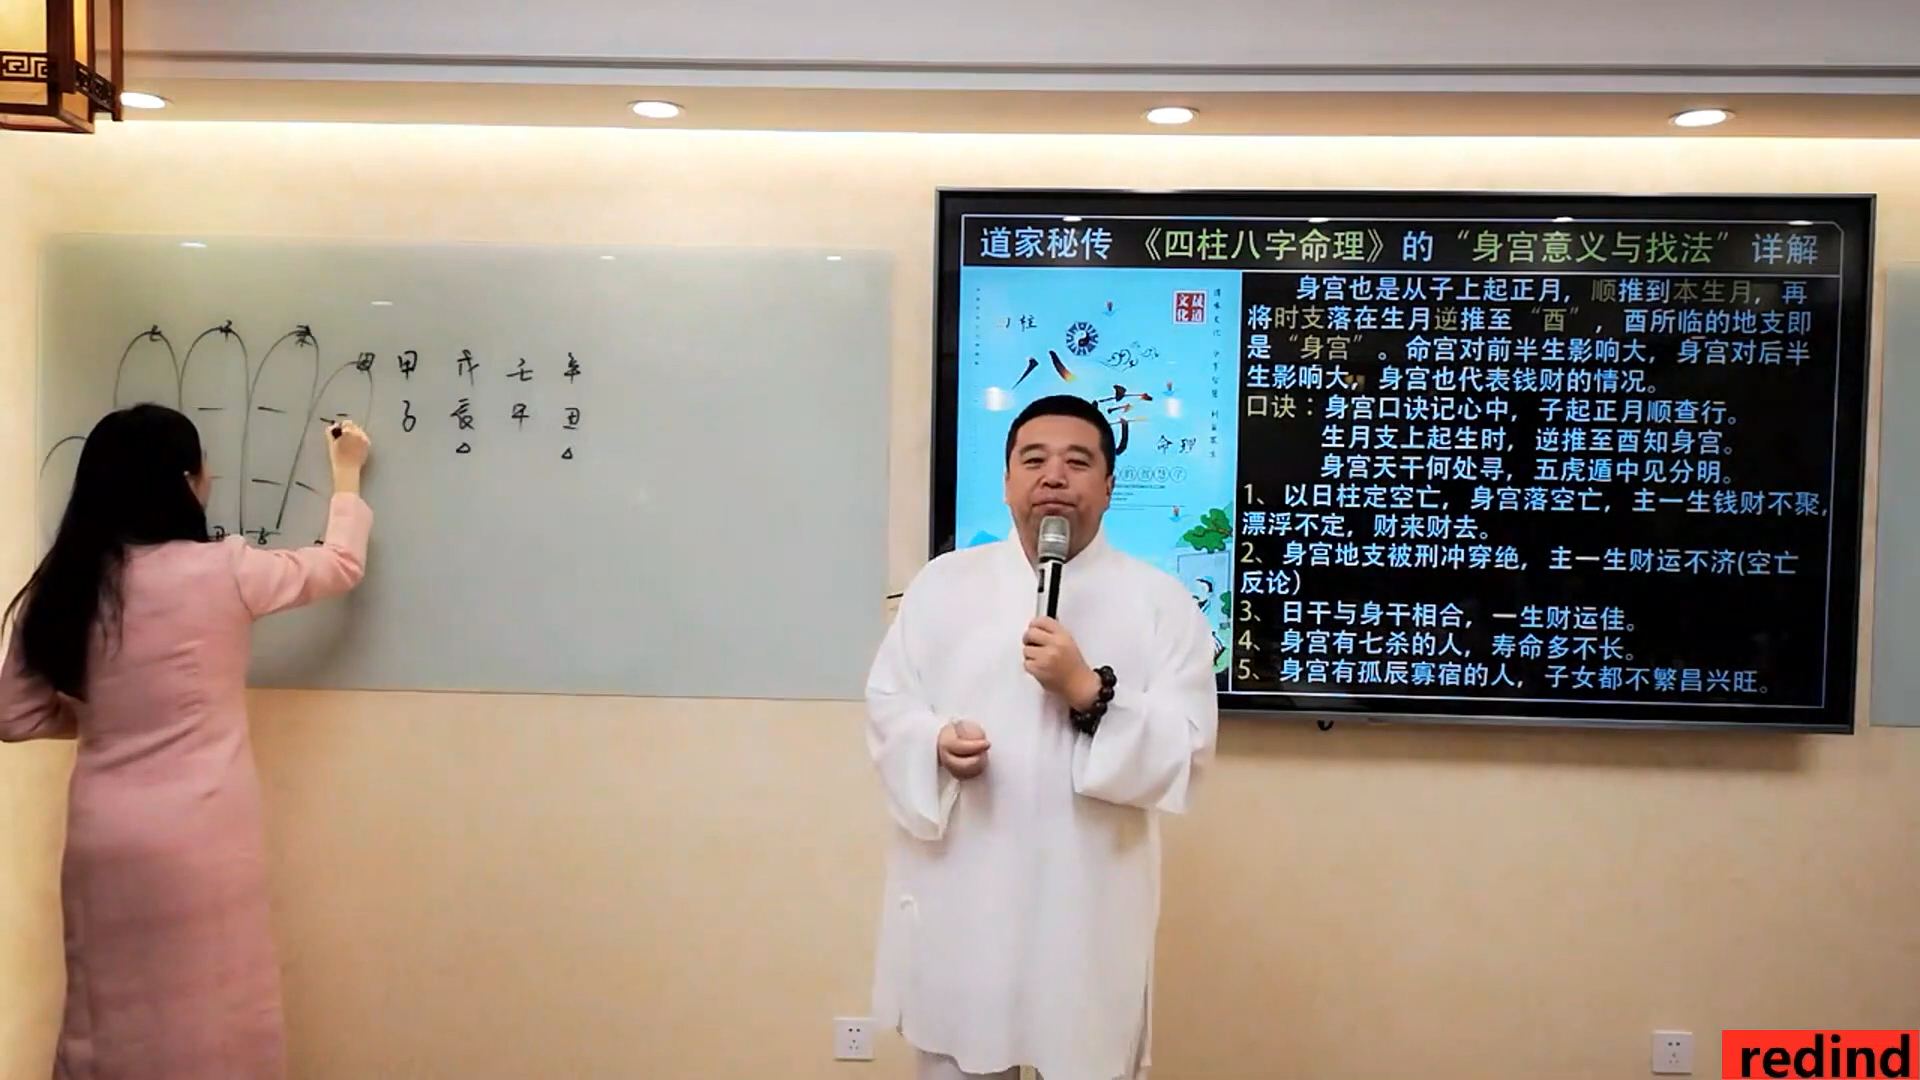 道家秘传 《四柱八字命理》的 “身宫意义与找法” 详解
身宫也是从子上起正月，顺推到本生月，再
将时支落在生月逆推至“酉”，酉所临的地支即
是“身宫”。命宫对前半生影响大，身宫对后半
生影响大，身宫也代表钱财的情况。
口诀：身宫口诀记心中，子起正月顺查行。
生月支上起生时，逆推至酉知身宫。
身宫天干何处寻，五虎遁中见分明。
1、以日柱定空亡，身宫落空亡，主一生钱财不聚，
漂浮不定，财来财去。
2、身宫地支被刑冲穿绝，主一生财运不济(空亡
反论）
3、日干与身干相合，一生财运佳。
4、身宫有七杀的人，寿命多不长。
5、身宫有孤辰寡宿的人，子女都不繁昌兴旺。
四柱
八字
命理
晟道文化
甲 戊 壬 辛
子 辰 午 丑
redind